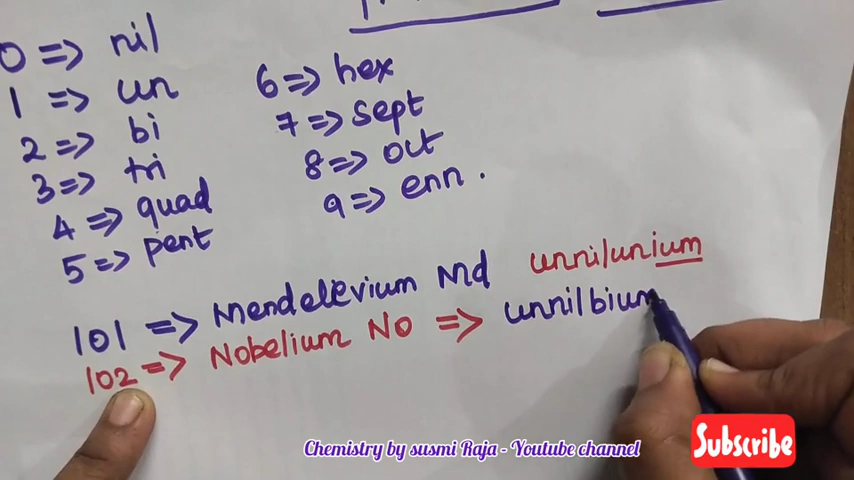 0 => nil
1 => un
2 => bi
3 => tri
4 => quad
5 => pent
6 => hex
7 => sept
8 => oct
9 => enn.
101 => Mendelevium Md unnilunium
102 => Nobelium No => unnilbium
Chemistry by susmi Raja - Youtube channel
Subscribe